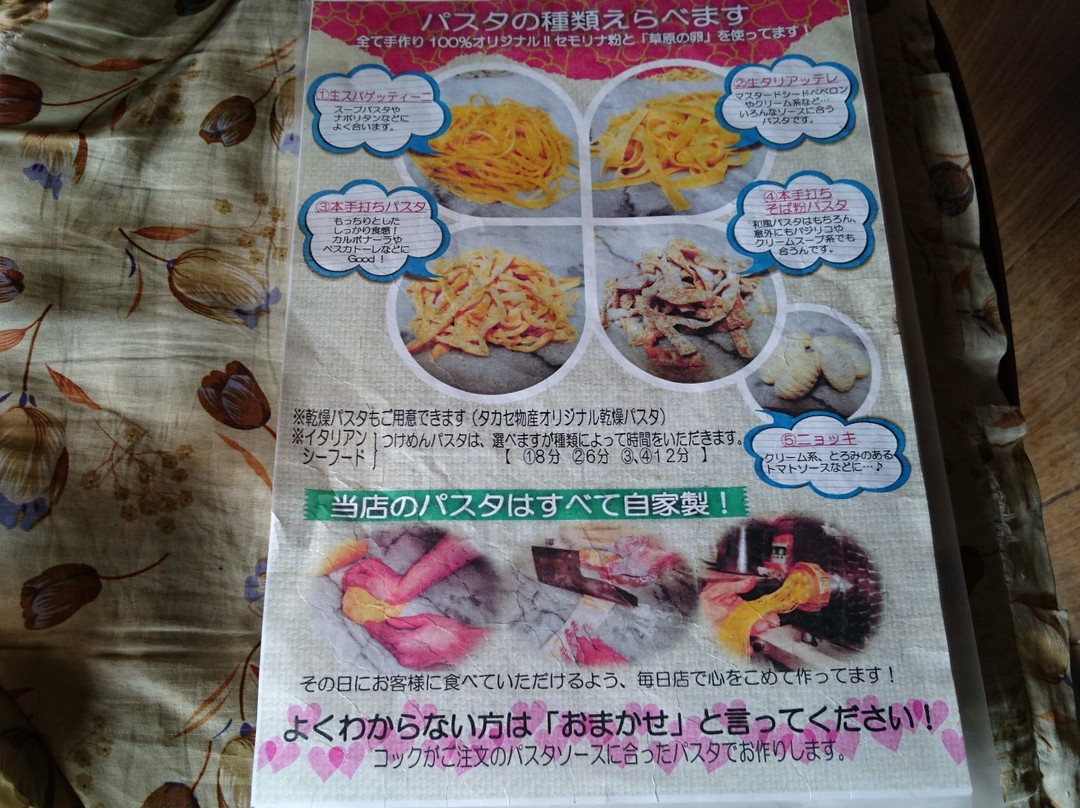 パスタの種類えらべます
全て手作り100%オリジナル!!セモリナ粉と「草原の卵」を使ってます!
①生スパゲッティーニ
スープパスタや
ナポリタンなどに
よく合います。
②生タリアッテレ
マスタードシードペペロン
やクリーム系など…
いろんなソースに合う
パスタです。
③本手打ちパスタ
もっちりとした
しっかり食感!
カルボナーラや
ペスカトーレなどに
Good!
④本手打ち
そば粉パスタ
和風パスタはもちろん、
意外にもバジリコや
クリームスープ系でも
合うんです。
⑤ニョッキ
クリーム系、とろみのある
トマトソースなどに…♪
※乾燥パスタもご用意できます(タカセ物産オリジナル乾燥パスタ)
※イタリアン
シーフード
つけめんパスタは、選べますが種類によって時間をいただきます。
【 ①8分 ②6分 ③、④12分 】
当店のパスタはすべて自家製!
その日にお客様に食べていただけるよう、毎日店で心をこめて作ってます!
よくわからない方は「おまかせ」と言ってください!
コックがご注文のパスタソースに合ったパスタでお作りします。